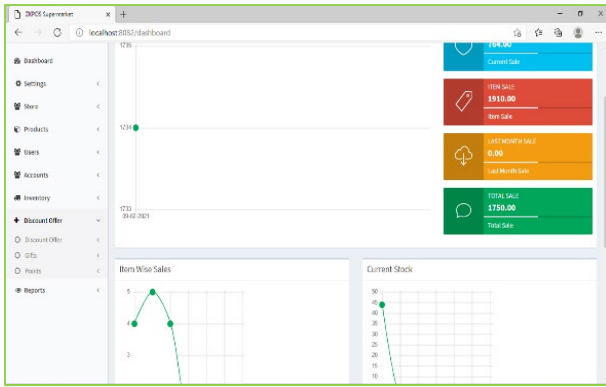 ZXPOS Supermarket
localhost:8082/dashboard
Dashboard
Settings
Store
Products
Users
Accounts
Inventory
Discount Offer
Discount Offer
Gifts
Points
Reports
1735
1734
1733
09-02-2021
764.00
Current Sale
ITEM SALE
1910.00
Item Sale
LAST MONTH SALE
0.00
Last Month Sale
TOTAL SALE
1750.00
Total Sale
Item Wise Sales
5
4
3
Current Stock
50
45
40
35
30
25
20
15
10